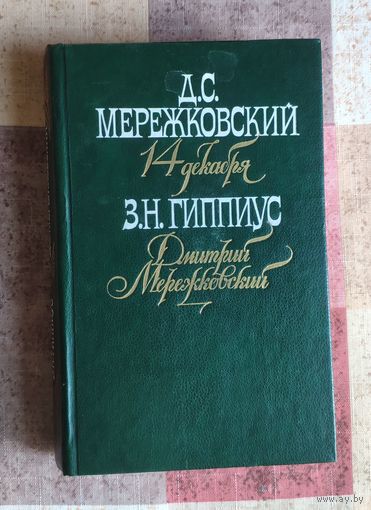 Д.С.
МЕРЕЖКОВСКИЙ
14 декабря
З.Н. ГИППИУС
Дмитрий
Мережковский
www.ay.by